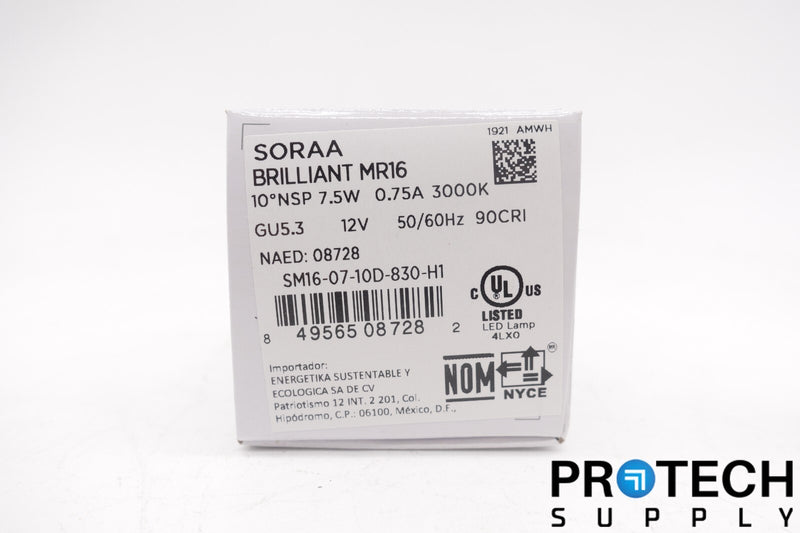 1921 AMWH
SORAA
BRILLIANT MR16
10°NSP 7.5W 0.75A 3000K
GU5.3 12V 50/60Hz 90CRI
NAED: 08728
SM16-07-10D-830-H1
8 49565 08728 2
C UL US
LISTED
LED Lamp
4LX0
Importador:
ENERGETIKA SUSTENTABLE Y
ECOLOGICA SA DE CV
Patriotismo 12 INT. 2 201, Col.
Hipódromo, C.P.: 06100, México, D.F.,
NOM
NYCE
MR
PROTECH
SUPPLY